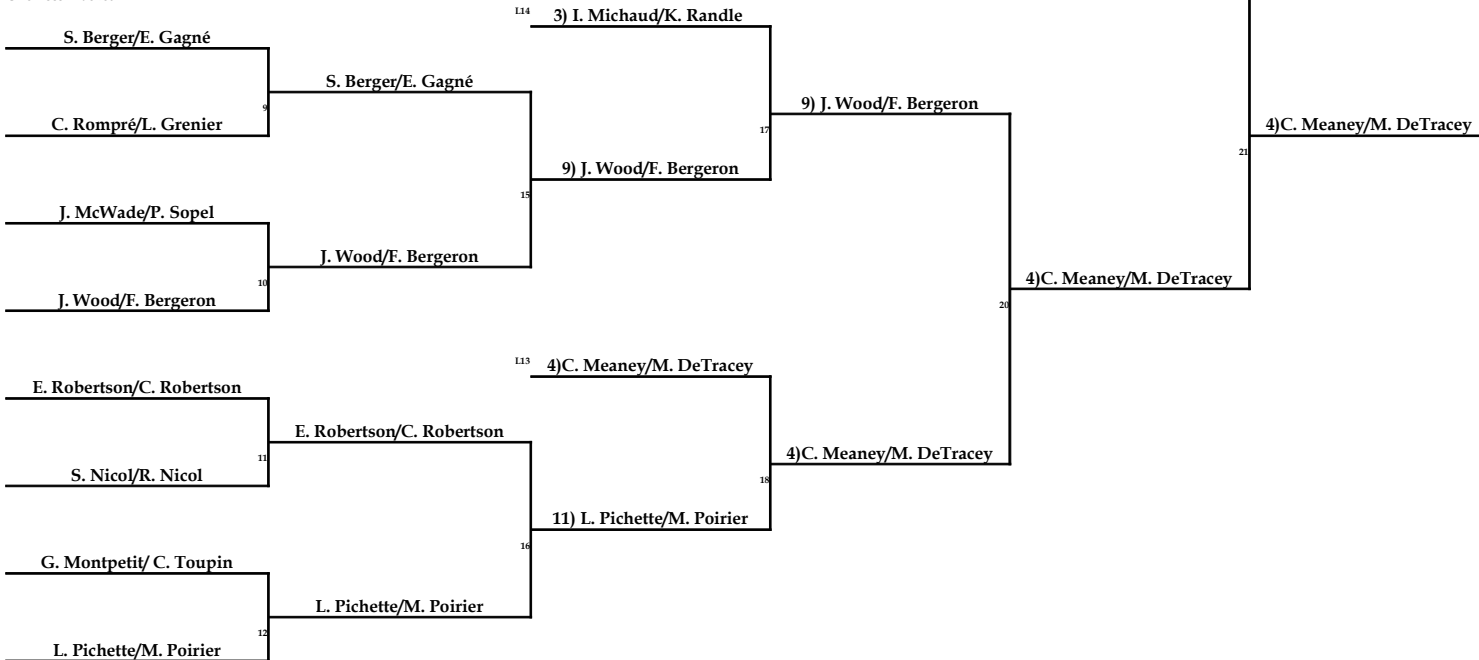 L14
3) I. Michaud/K. Randle
S. Berger/E. Gagné
S. Berger/E. Gagné
9
9) J. Wood/F. Bergeron
C. Rompré/L. Grenier
17
4)C. Meaney/M. DeTracey
21
9) J. Wood/F. Bergeron
15
J. McWade/P. Sopel
J. Wood/F. Bergeron
10
4)C. Meaney/M. DeTracey
J. Wood/F. Bergeron
20
L13
4)C. Meaney/M. DeTracey
E. Robertson/C. Robertson
E. Robertson/C. Robertson
11
4)C. Meaney/M. DeTracey
S. Nicol/R. Nicol
18
11) L. Pichette/M. Poirier
16
G. Montpetit/ C. Toupin
L. Pichette/M. Poirier
12
L. Pichette/M. Poirier